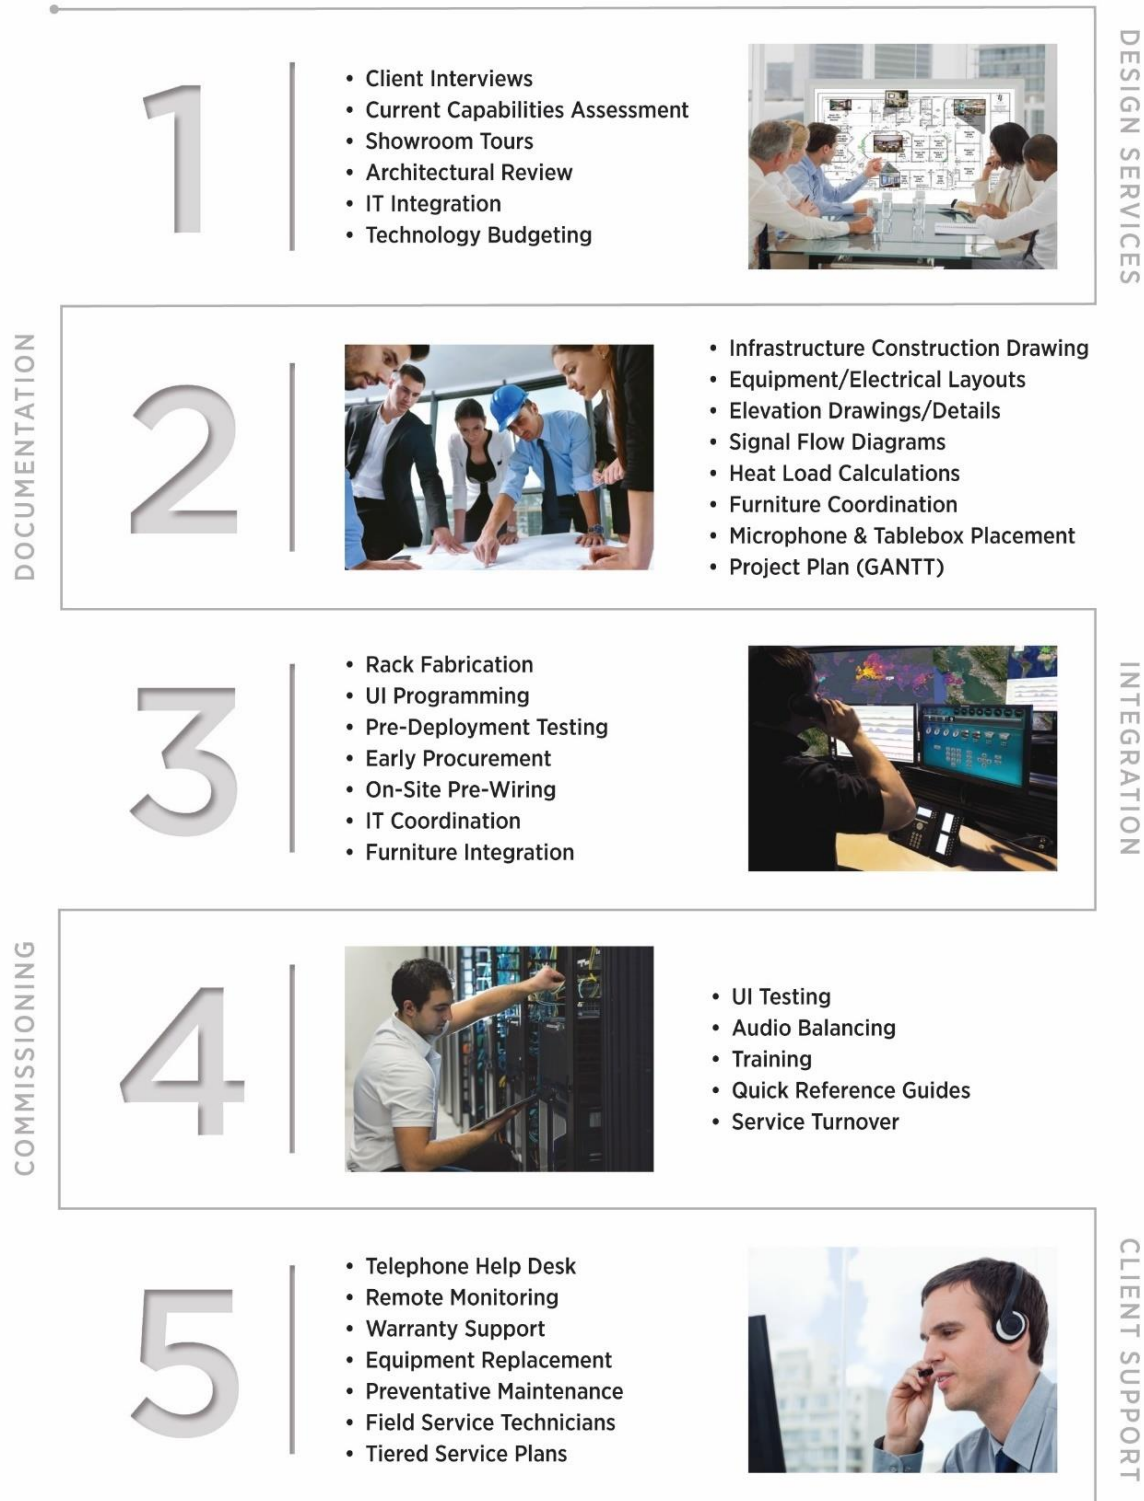 DESIGN SERVICES
1
• Client Interviews
• Current Capabilities Assessment
• Showroom Tours
• Architectural Review
• IT Integration
• Technology Budgeting
DOCUMENTATION
2
• Infrastructure Construction Drawing
• Equipment/Electrical Layouts
• Elevation Drawings/Details
• Signal Flow Diagrams
• Heat Load Calculations
• Furniture Coordination
• Microphone & Tablebox Placement
• Project Plan (GANTT)
INTEGRATION
3
• Rack Fabrication
• UI Programming
• Pre-Deployment Testing
• Early Procurement
• On-Site Pre-Wiring
• IT Coordination
• Furniture Integration
COMMISSIONING
4
• UI Testing
• Audio Balancing
• Training
• Quick Reference Guides
• Service Turnover
CLIENT SUPPORT
5
• Telephone Help Desk
• Remote Monitoring
• Warranty Support
• Equipment Replacement
• Preventative Maintenance
• Field Service Technicians
• Tiered Service Plans